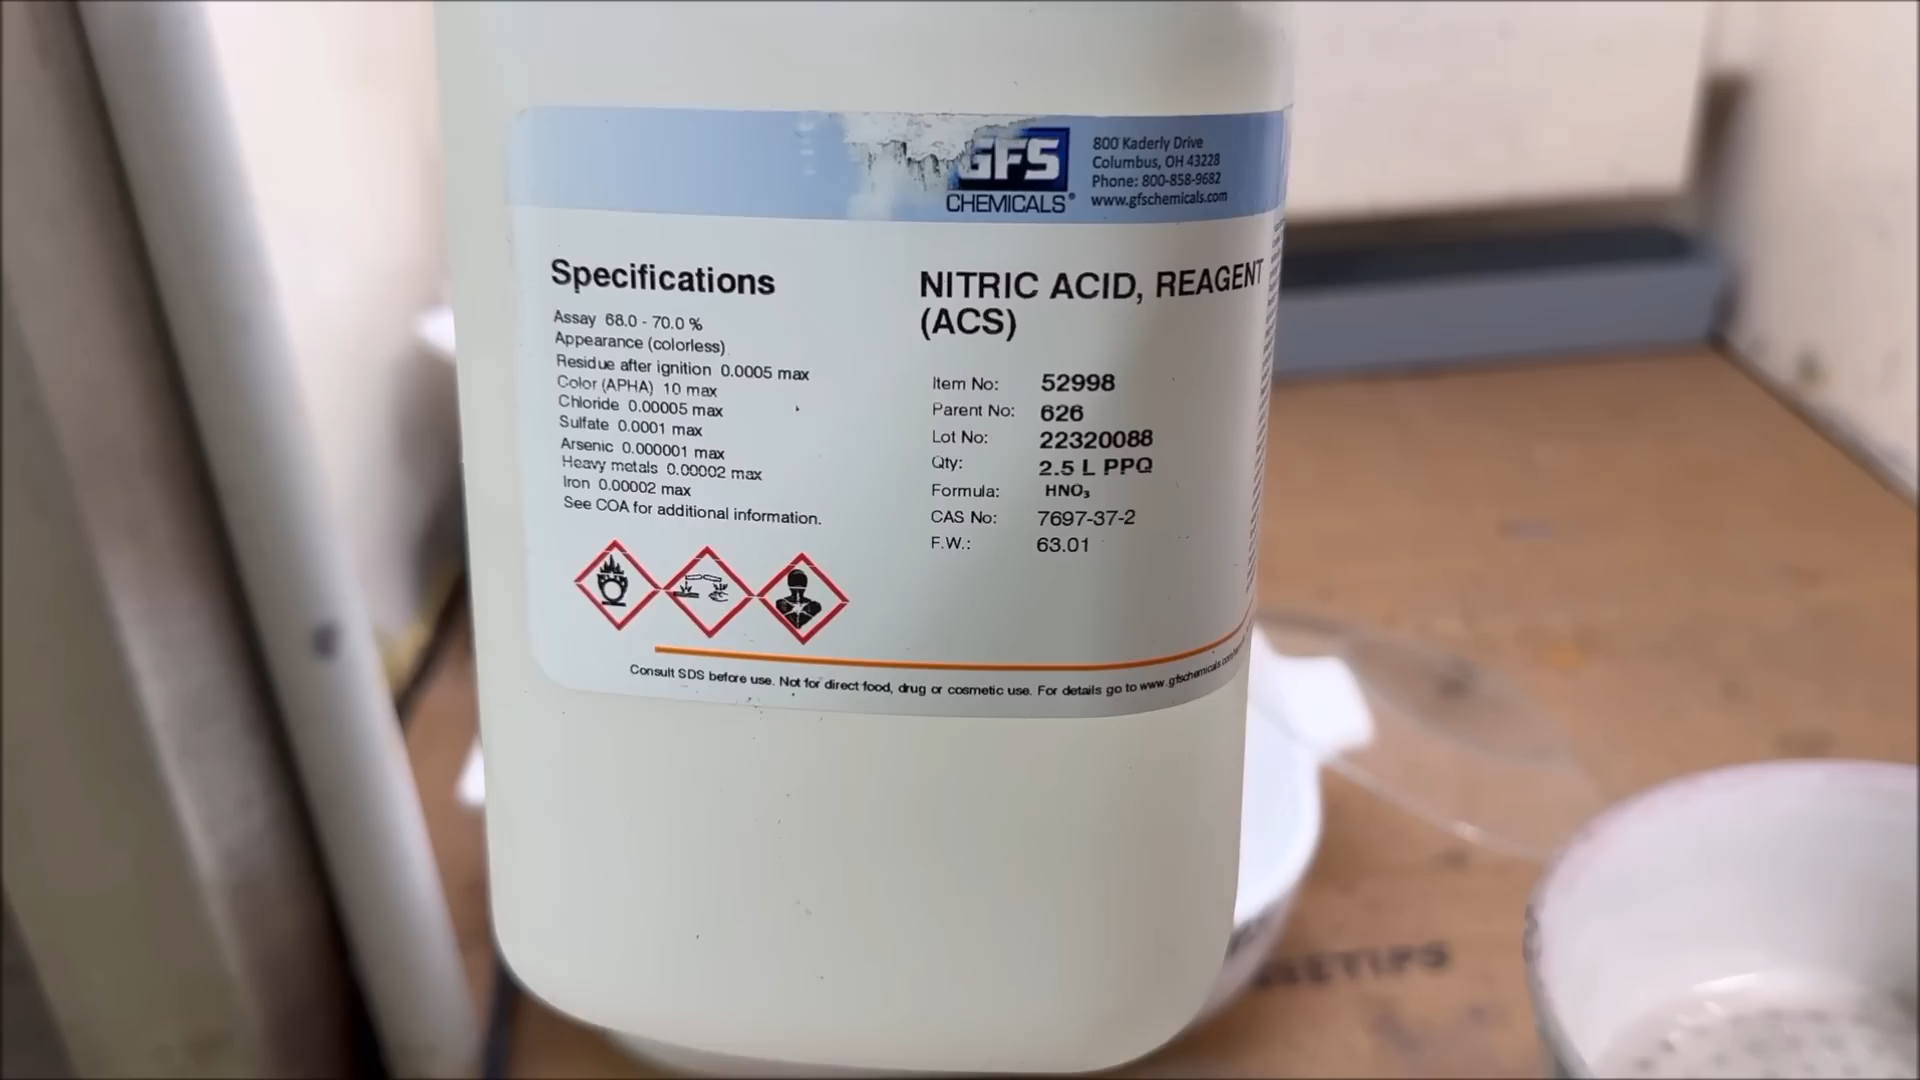 GFS
CHEMICALS®
800 Kaderly Drive
Columbus, OH 43228
Phone: 800-858-9682
www.gfschemicals.com
Specifications
Assay 68.0 - 70.0 %
Appearance (colorless)
Residue after ignition 0.0005 max
Color (APHA) 10 max
Chloride 0.00005 max
Sulfate 0.0001 max
Arsenic 0.000001 max
Heavy metals 0.00002 max
Iron 0.00002 max
See COA for additional information.
NITRIC ACID, REAGENT
(ACS)
Item No: 52998
Parent No: 626
Lot No: 22320088
Qty: 2.5 L PPQ
Formula: HNO₃
CAS No: 7697-37-2
F.W.: 63.01
Consult SDS before use. Not for direct food, drug or cosmetic use. For details go to www.gfschemicals.com